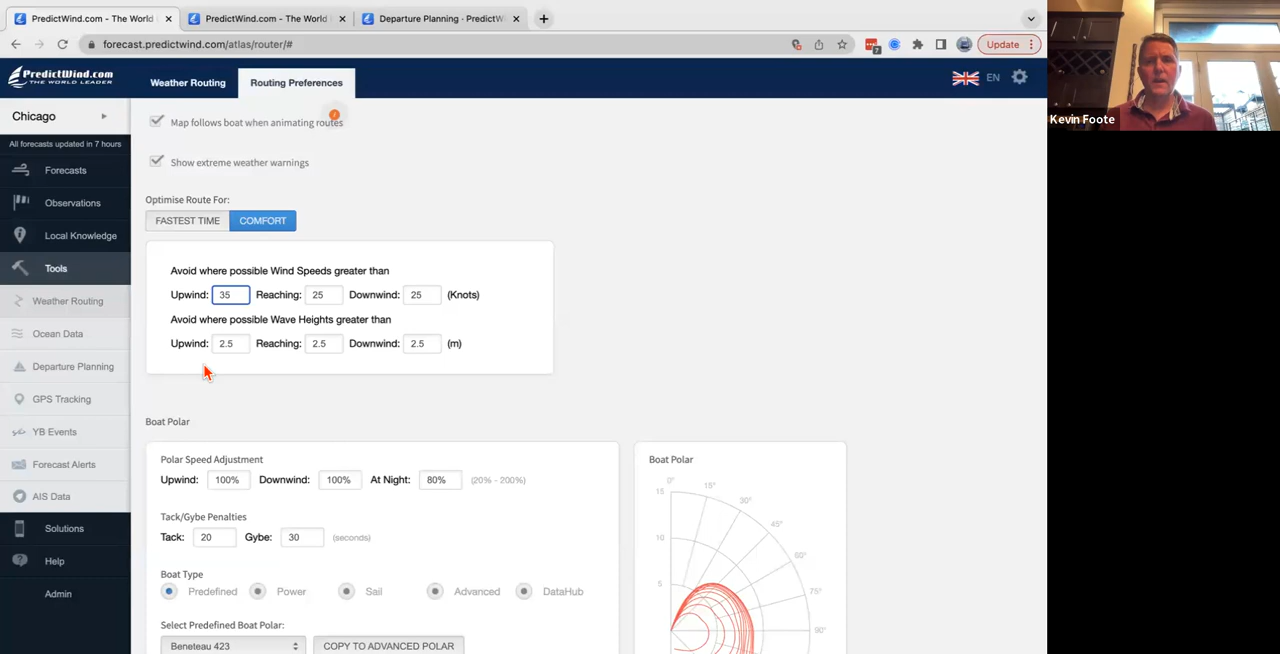 PredictWind.com - The World
PredictWind.com - The World
Departure Planning - PredictW
forecast.predictwind.com/atlas/router/#
7
Update
PredictWind.com
THE WORLD LEADER
Weather Routing
Routing Preferences
EN
Kevin Foote
Chicago
All forecasts updated in 7 hours
Forecasts
Observations
Local Knowledge
Tools
Weather Routing
Ocean Data
Departure Planning
GPS Tracking
YB Events
Forecast Alerts
AIS Data
Solutions
Help
Admin
Map follows boat when animating routes
Show extreme weather warnings
Optimise Route For:
FASTEST TIME COMFORT
Avoid where possible Wind Speeds greater than
Upwind: 35 Reaching: 25 Downwind: 25 (Knots)
Avoid where possible Wave Heights greater than
Upwind: 2.5 Reaching: 2.5 Downwind: 2.5 (m)
Boat Polar
Polar Speed Adjustment
Upwind: 100% Downwind: 100% At Night: 80% (20% - 200%)
Tack/Gybe Penalties
Tack: 20 Gybe: 30 (seconds)
Boat Type
Predefined Power Sail Advanced DataHub
Select Predefined Boat Polar:
Beneteau 423 COPY TO ADVANCED POLAR
Boat Polar
0°
15°
30°
45°
60°
75°
90°
15
10
5